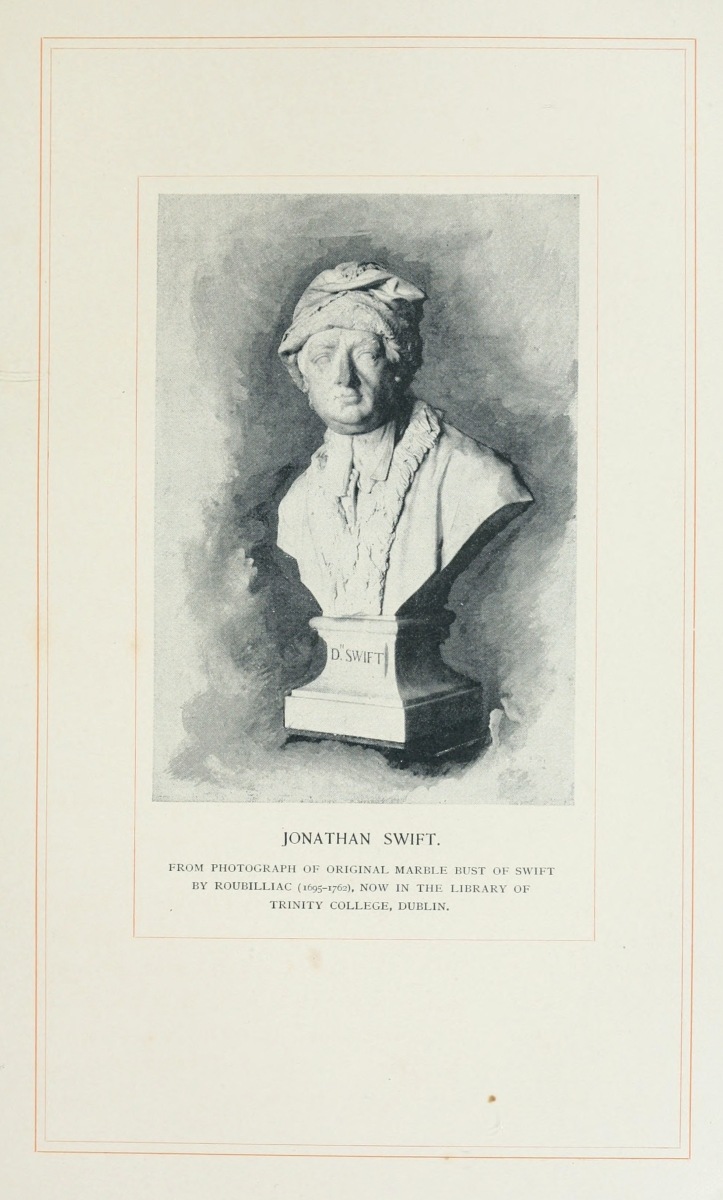 Dʳ. SWIFT
JONATHAN SWIFT.
FROM PHOTOGRAPH OF ORIGINAL MARBLE BUST OF SWIFT
BY ROUBILLIAC (1695–1762), NOW IN THE LIBRARY OF
TRINITY COLLEGE, DUBLIN.